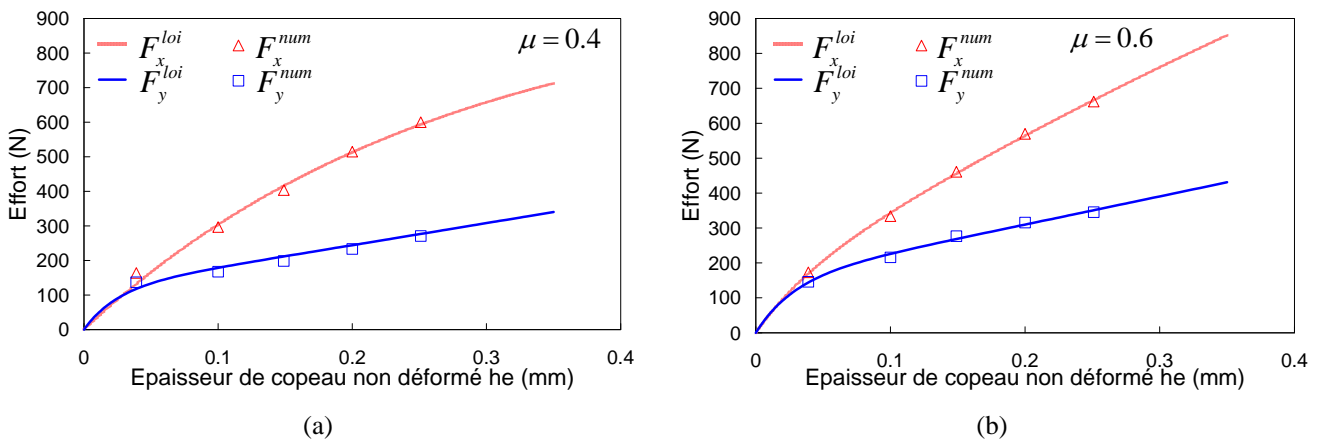 900
800
700
600
500
400
300
200
100
0
Effort (N)
F_x^{loi} F_x^{num}
F_y^{loi} F_y^{num}
μ = 0.4
0 0.1 0.2 0.3 0.4
Epaisseur de copeau non déformé he (mm)
(a)
900
800
700
600
500
400
300
200
100
0
Effort (N)
F_x^{loi} F_x^{num}
F_y^{loi} F_y^{num}
μ = 0.6
0 0.1 0.2 0.3 0.4
Epaisseur de copeau non déformé he (mm)
(b)